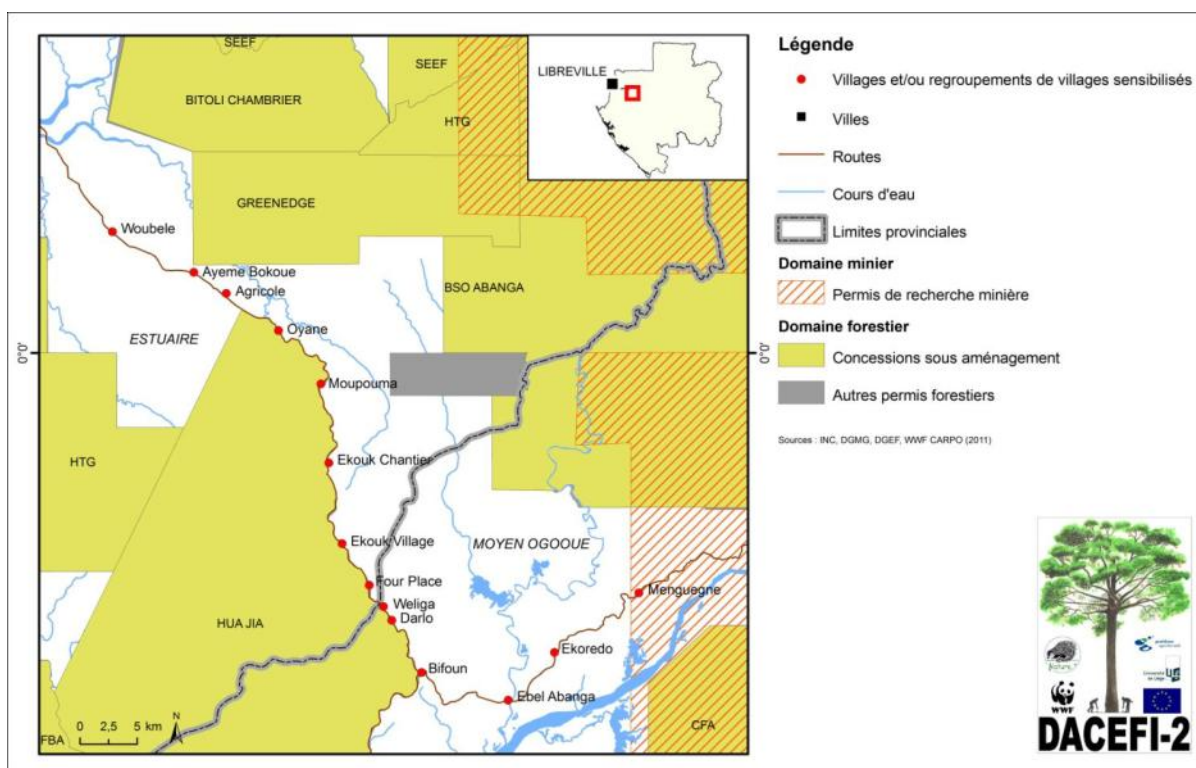 SEEF
SEEF
BITOLI CHAMBRIER
HTG
GREENEDGE
LIBREVILLE
Woubele
Ayeme Bokoue
Agricole
BSO ABANGA
ESTUAIRE
Oyane
0°0'
0°0'
Moupouma
HTG
Ekouk Chantier
Ekouk Village
MOYEN OGOOUE
Four Place
Menguegne
Weliga
Darlo
HUA JIA
Ekoredo
Bifoun
Ebel Abanga
0 2,5 5 km
N
FBA
CFA
Légende
Villages et/ou regroupements de villages sensibilisés
Villes
Routes
Cours d'eau
Limites provinciales
Domaine minier
Permis de recherche minière
Domaine forestier
Concessions sous aménagement
Autres permis forestiers
Sources : INC, DGMG, DGEF, WWF CARPO (2011)
WWF
DACEFI-2